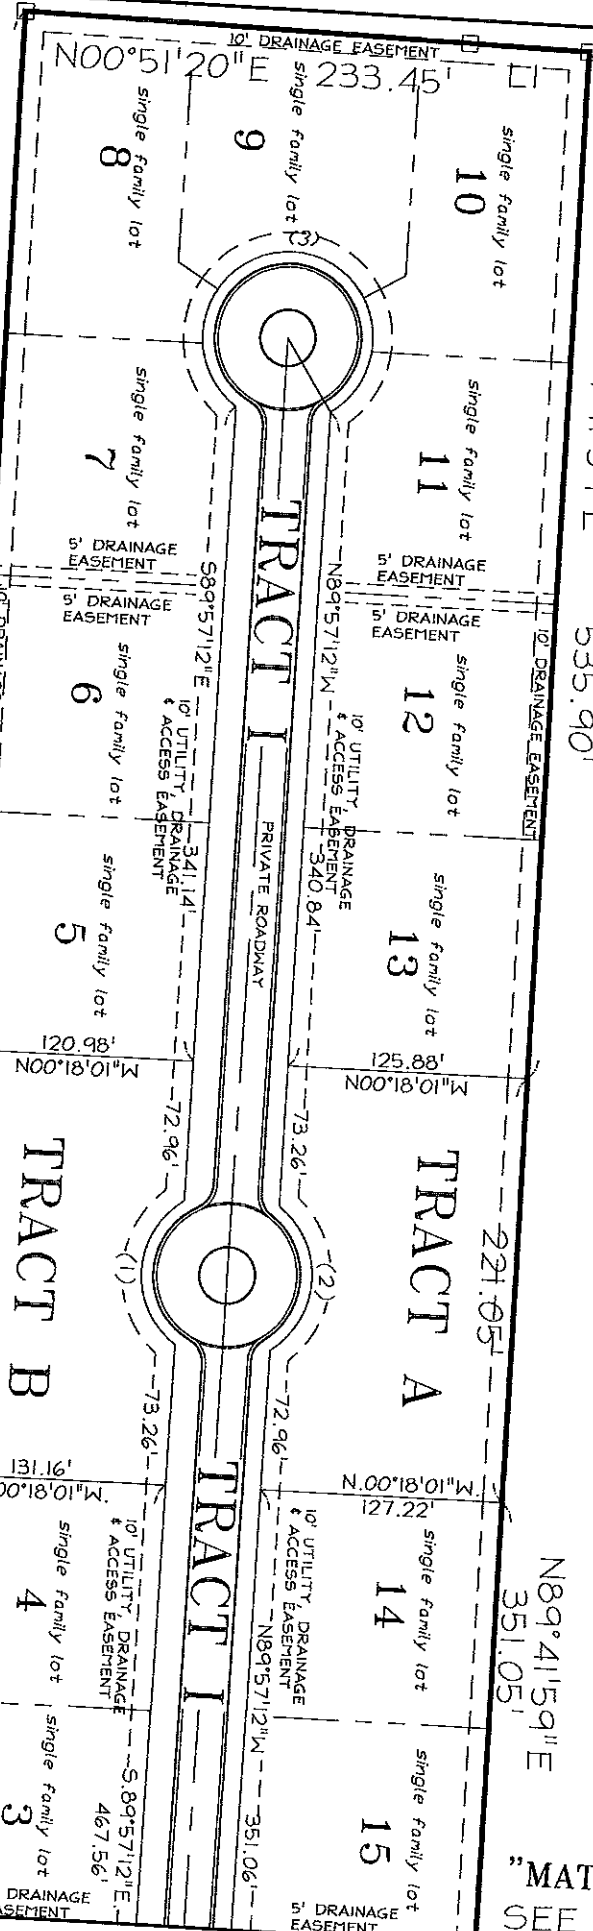 10' DRAINAGE EASEMENT
N00°51'20"E 233.45'
single family lot
8
single family lot
9
single family lot
10
(3)
single family lot
7
single family lot
11
5' DRAINAGE
EASEMENT
5' DRAINAGE
EASEMENT
5' DRAINAGE
EASEMENT
5' DRAINAGE
EASEMENT
S89°57'12"E
341.14'
TRACT I
N89°57'12"W
340.84'
535.90'
10' DRAINAGE EASEMENT
single family lot
6
single family lot
12
10' UTILITY, DRAINAGE
& ACCESS EASEMENT
10' UTILITY, DRAINAGE
& ACCESS EASEMENT
PRIVATE ROADWAY
single family lot
5
single family lot
13
120.98'
N00°18'01"W
125.88'
N00°18'01"W
72.96'
73.26'
TRACT B
TRACT A
221.05'
(1)
(2)
73.26'
72.96'
131.16'
00°18'01"W.
N.00°18'01"W.
127.22'
TRACT I
10' UTILITY, DRAINAGE
& ACCESS EASEMENT
10' UTILITY, DRAINAGE
& ACCESS EASEMENT
single family lot
4
single family lot
14
N89°41'59"E
351.05'
N89°57'12"W
351.06'
S.89°57'12"E.
467.56'
single family lot
3
single family lot
15
DRAINAGE
5' DRAINAGE
EASEMENT
"MAT
SEE